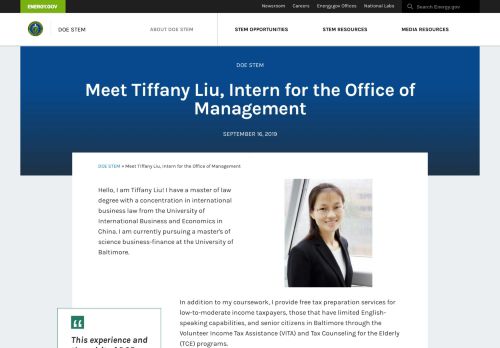 ENERGY.GOV
Newsroom Careers Energy.gov Offices National Labs Search Energy.gov
DOE STEM ABOUT DOE STEM STEM OPPORTUNITIES STEM RESOURCES MEDIA RESOURCES
DOE STEM
Meet Tiffany Liu, Intern for the Office of
Management
SEPTEMBER 16, 2019
DOE STEM » Meet Tiffany Liu, Intern for the Office of Management
Hello, I am Tiffany Liu! I have a master of law
degree with a concentration in international
business law from the University of
International Business and Economics in
China. I am currently pursuing a master's of
science business-finance at the University of
Baltimore.
In addition to my coursework, I provide free tax preparation services for
low-to-moderate income taxpayers, those that have limited English-
speaking capabilities, and senior citizens in Baltimore through the
Volunteer Income Tax Assistance (VITA) and Tax Counseling for the Elderly
(TCE) programs.
This experience and